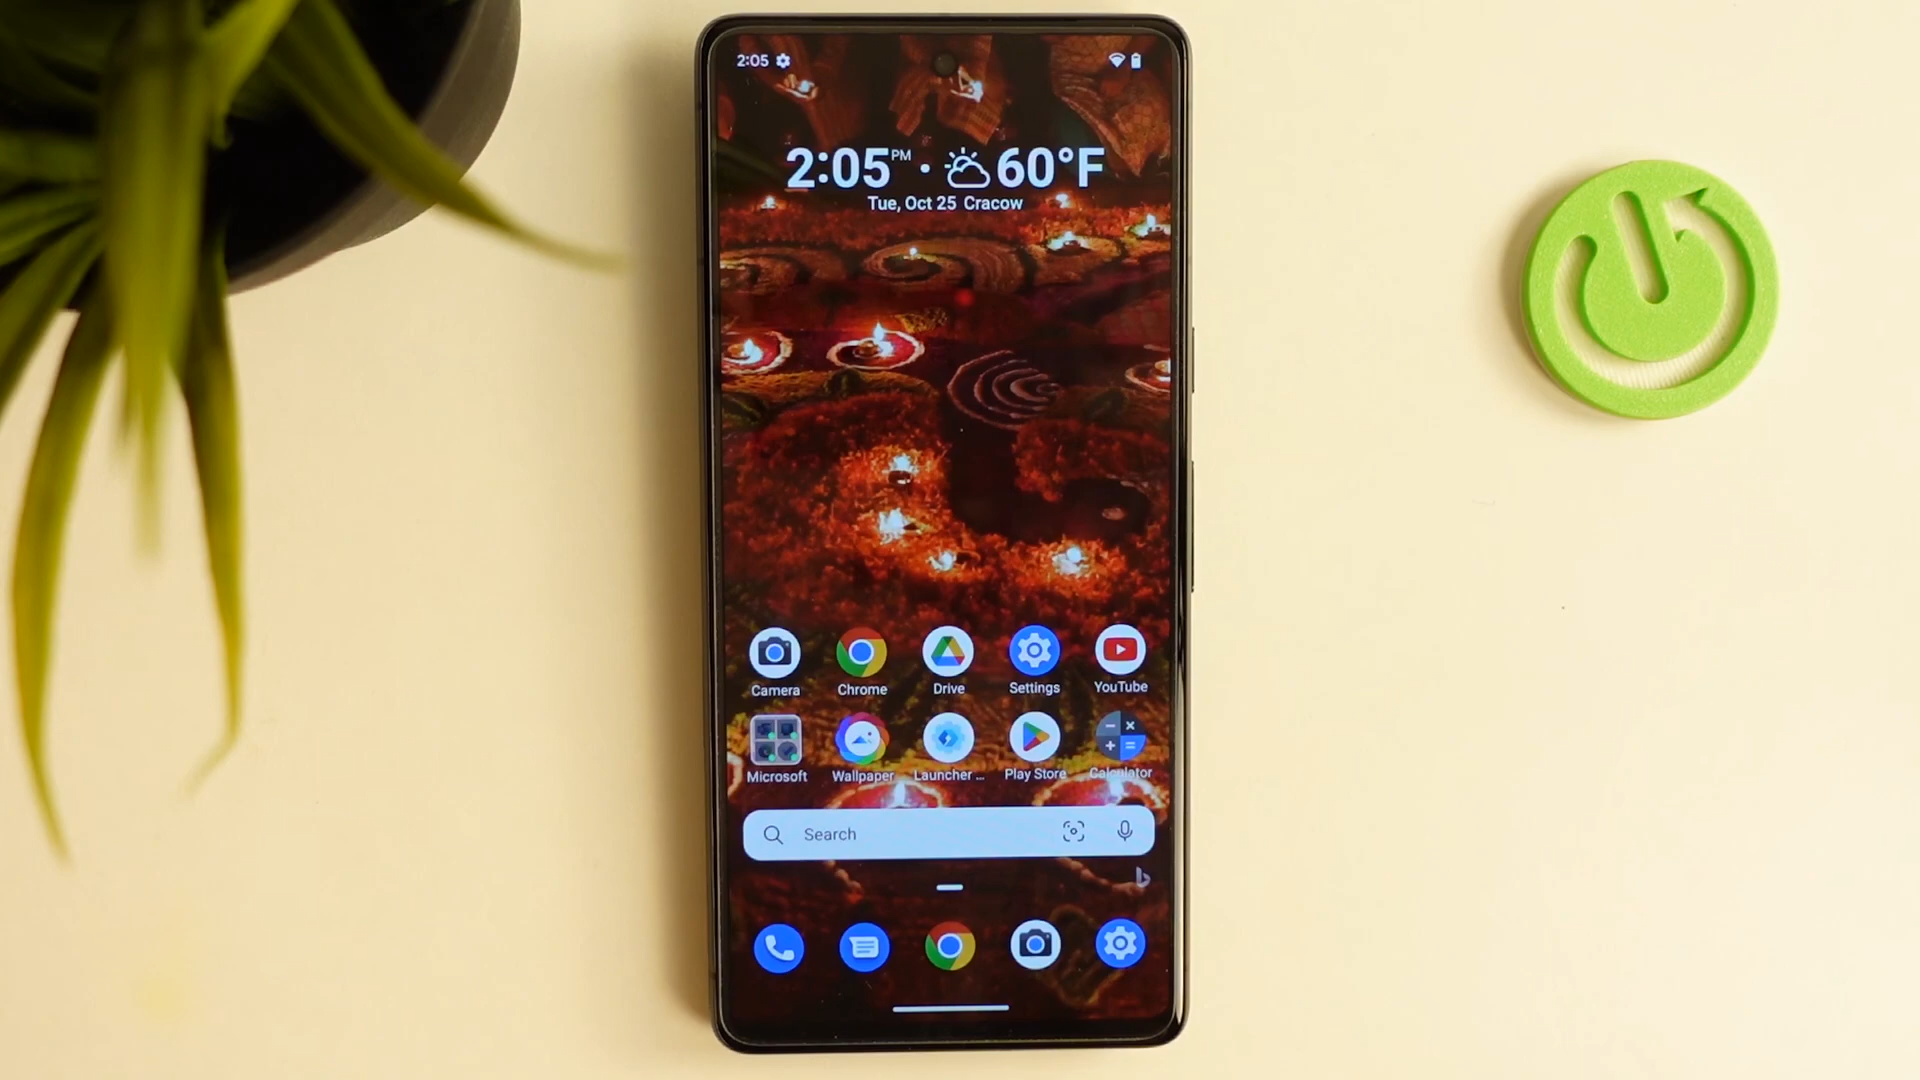 2:05
2:05 PM · 60°F
Tue, Oct 25 Cracow
Camera Chrome Drive Settings YouTube
Microsoft Wallpaper Launcher ... Play Store Calculator
Search